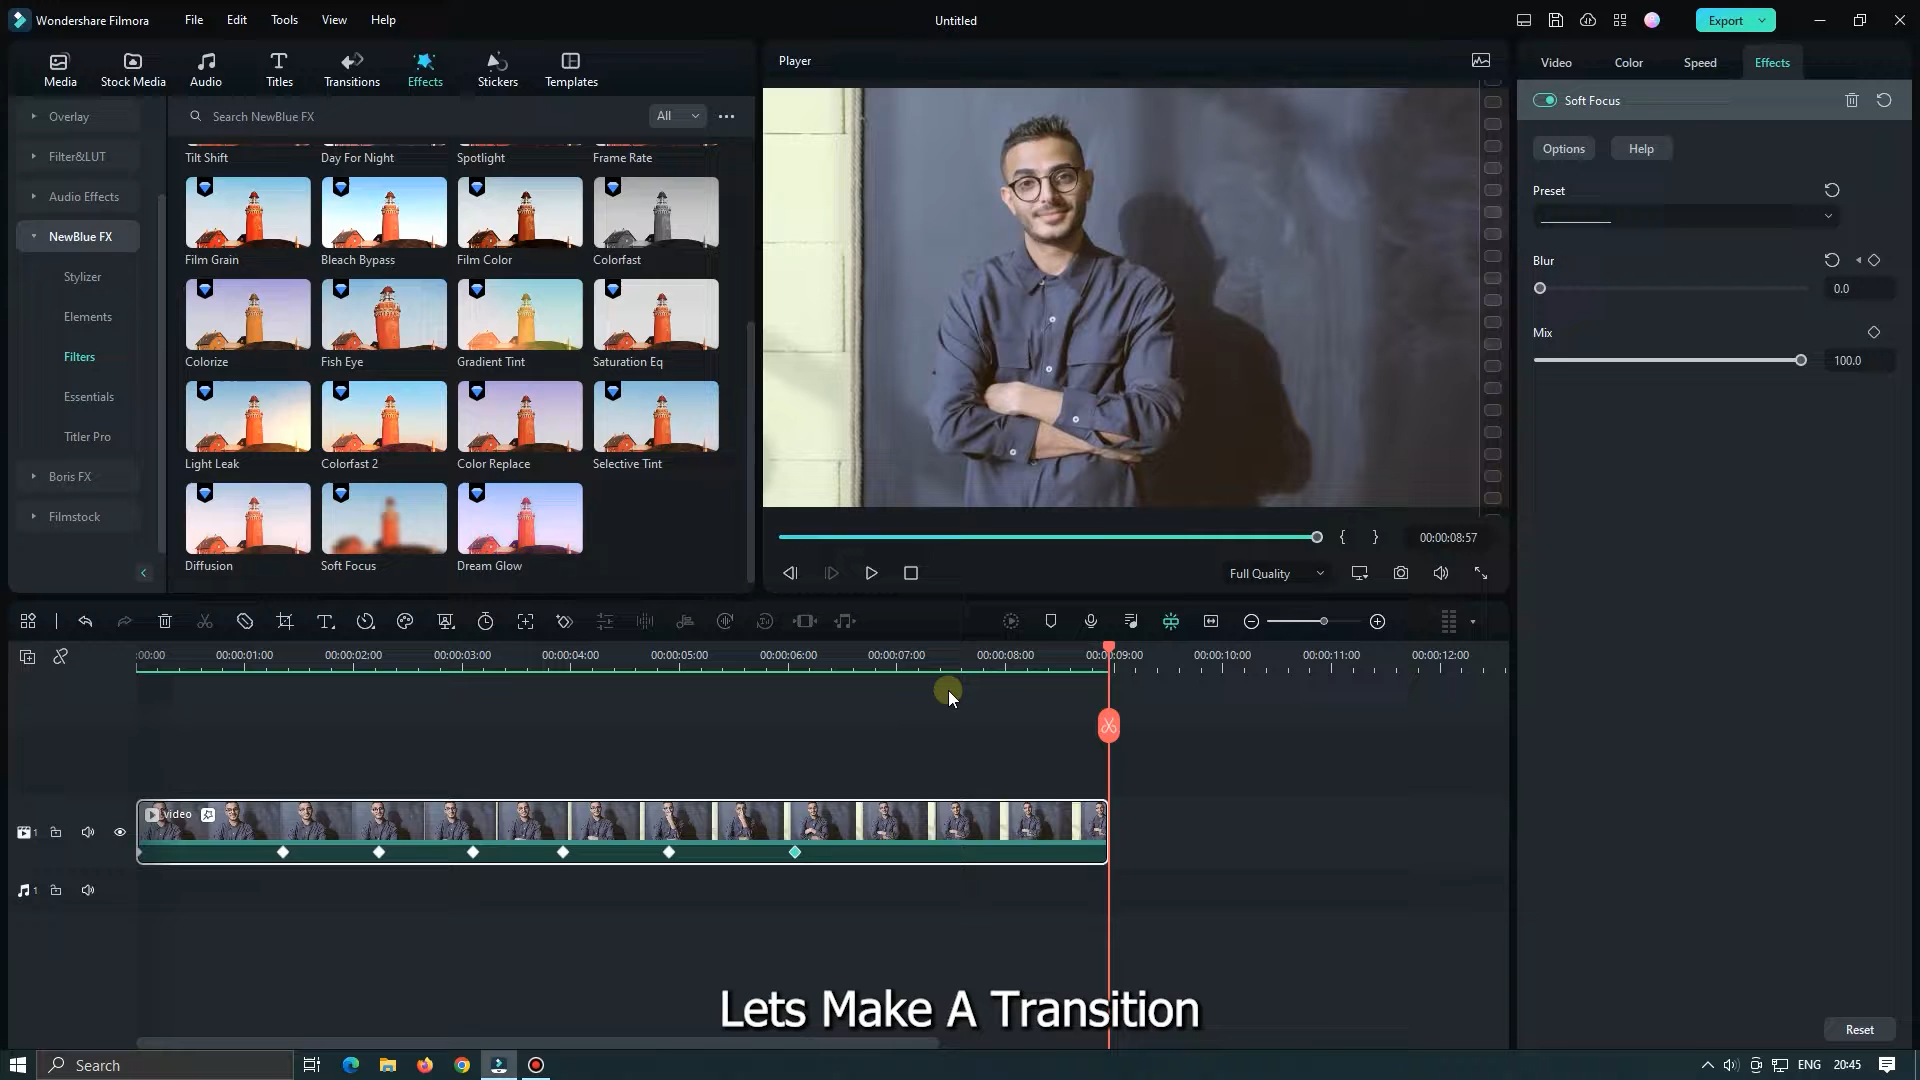 Wondershare Filmora
File Edit Tools View Help
Untitled
Export
Media Stock Media Audio Titles Transitions Effects Stickers Templates
Player
Video Color Speed Effects
Overlay
Filter&LUT
Audio Effects
NewBlue FX
Stylizer
Elements
Filters
Essentials
Titler Pro
Boris FX
Filmstock
Search NewBlue FX
All
Tilt Shift Day For Night Spotlight Frame Rate
Film Grain Bleach Bypass Film Color Colorfast
Colorize Fish Eye Gradient Tint Saturation Eq
Light Leak Colorfast 2 Color Replace Selective Tint
Diffusion Soft Focus Dream Glow
00:00:08:57
Full Quality
Soft Focus
Options Help
Preset
Blur
0.0
Mix
100.0
Reset
:00:00 00:00:01:00 00:00:02:00 00:00:03:00 00:00:04:00 00:00:05:00 00:00:06:00 00:00:07:00 00:00:08:00 00:00:09:00 00:00:10:00 00:00:11:00 00:00:12:00
video
1
1
Lets Make A Transition
Search
ENG 20:45